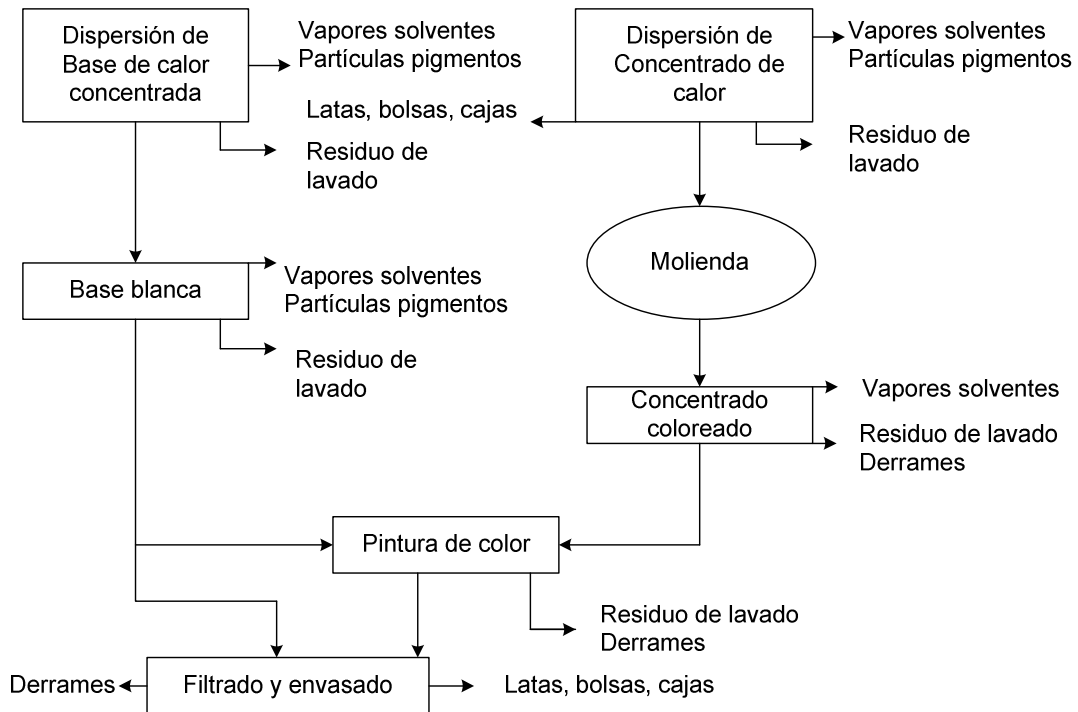 Dispersión de
Base de calor
concentrada
Vapores solventes
Partículas pigmentos
Residuo de
lavado
Dispersión de
Concentrado de
calor
Vapores solventes
Partículas pigmentos
Latas, bolsas, cajas
Residuo de
lavado
Molienda
Base blanca
Vapores solventes
Partículas pigmentos
Residuo de
lavado
Concentrado
coloreado
Vapores solventes
Residuo de lavado
Derrames
Pintura de color
Residuo de lavado
Derrames
Derrames
Filtrado y envasado
Latas, bolsas, cajas